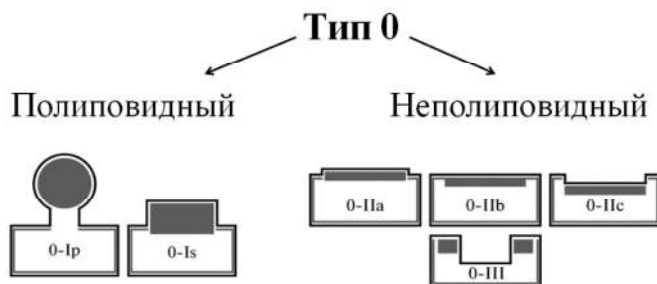 Тип 0
Полиповидный
Неполиповидный
0-Ip
0-Is
0-IIa
0-IIb
0-IIc
0-III